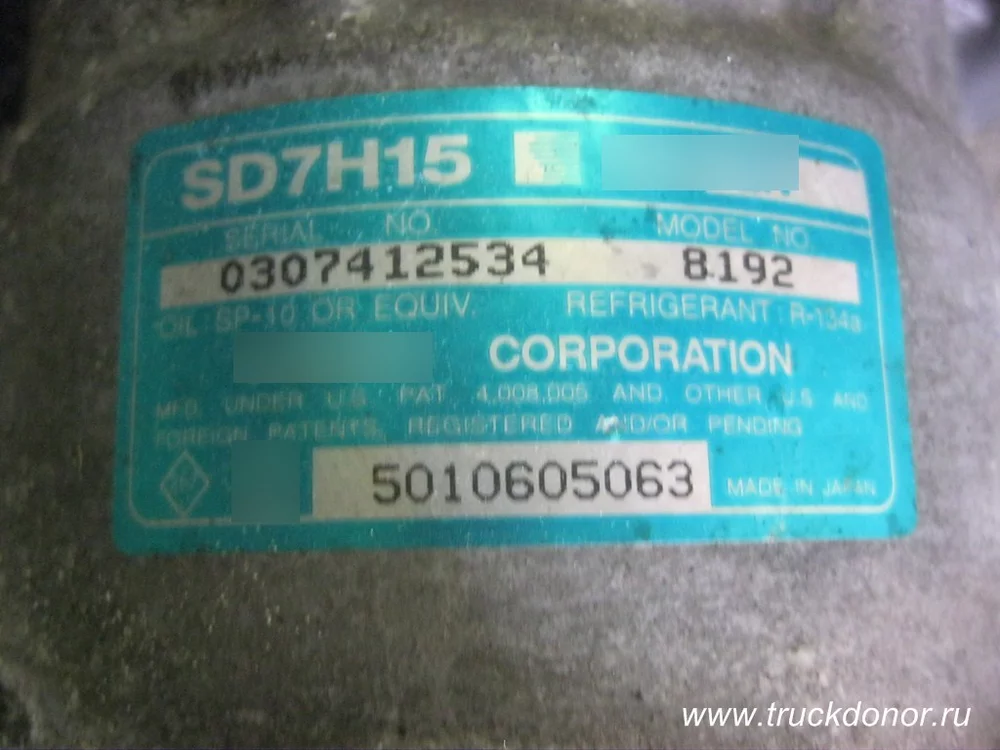 SD7H15
SERIAL NO. MODEL NO.
0307412534 8192
OIL: SP-10 OR EQUIV. REFRIGERANT: R-134a
CORPORATION
MFD. UNDER U.S. PAT. 4,008,005 AND OTHER U.S AND
FOREIGN PATENTS, REGISTERED AND/OR PENDING
5010605063 MADE IN JAPAN
www.truckdonor.ru